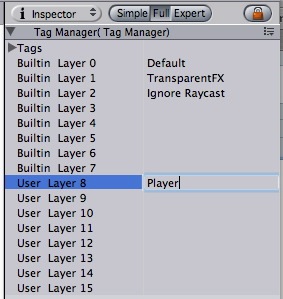 i Inspector Simple Full Expert
Tag Manager( Tag Manager)
Tags
Builtin Layer 0 Default
Builtin Layer 1 TransparentFX
Builtin Layer 2 Ignore Raycast
Builtin Layer 3
Builtin Layer 4
Builtin Layer 5
Builtin Layer 6
Builtin Layer 7
User Layer 8 Player
User Layer 9
User Layer 10
User Layer 11
User Layer 12
User Layer 13
User Layer 14
User Layer 15